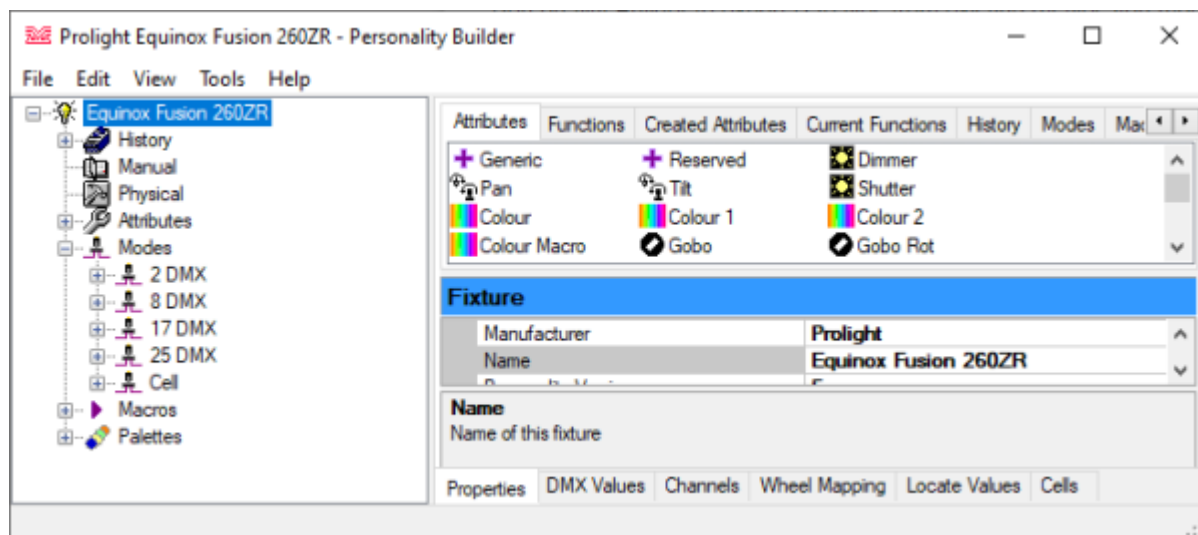 Prolight Equinox Fusion 260ZR - Personality Builder
File Edit View Tools Help
Equinox Fusion 260ZR
History
Manual
Physical
Attributes
Modes
2 DMX
8 DMX
17 DMX
25 DMX
Cell
Macros
Palettes
Attributes Functions Created Attributes Current Functions History Modes
Generic Reserved Dimmer
Pan Tilt Shutter
Colour Colour 1 Colour 2
Colour Macro Gobo Gobo Rot
Fixture
Manufacturer Prolight
Name Equinox Fusion 260ZR
Name
Name of this fixture
Properties DMX Values Channels Wheel Mapping Locate Values Cells